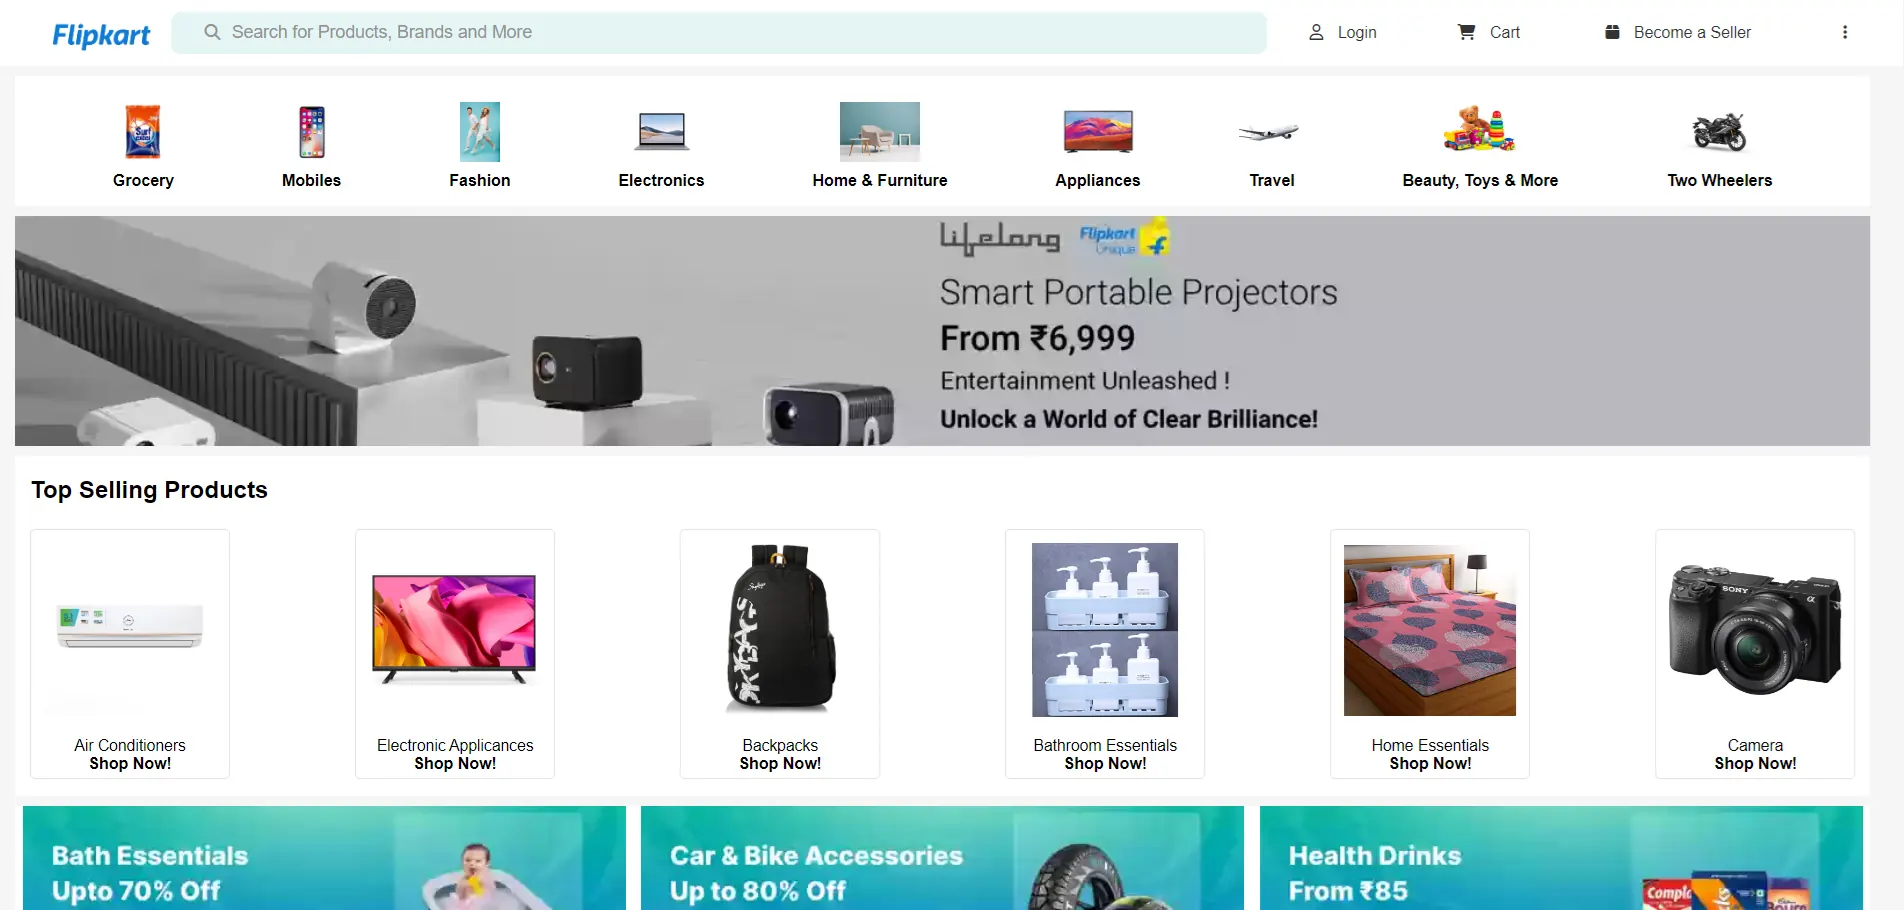 Flipkart
Search for Products, Brands and More
Login
Cart
Become a Seller
Surf
Grocery
Mobiles
Fashion
Electronics
Home & Furniture
Appliances
Travel
Beauty, Toys & More
Two Wheelers
Lifelong
Flipkart
Unique
Smart Portable Projectors
From ₹6,999
Entertainment Unleashed !
Unlock a World of Clear Brilliance!
Top Selling Products
SKYBAGS
SONY
α
Air Conditioners
Shop Now!
Electronic Applicances
Shop Now!
Backpacks
Shop Now!
Bathroom Essentials
Shop Now!
Home Essentials
Shop Now!
Camera
Shop Now!
Bath Essentials
Upto 70% Off
Car & Bike Accessories
Up to 80% Off
Health Drinks
From ₹85